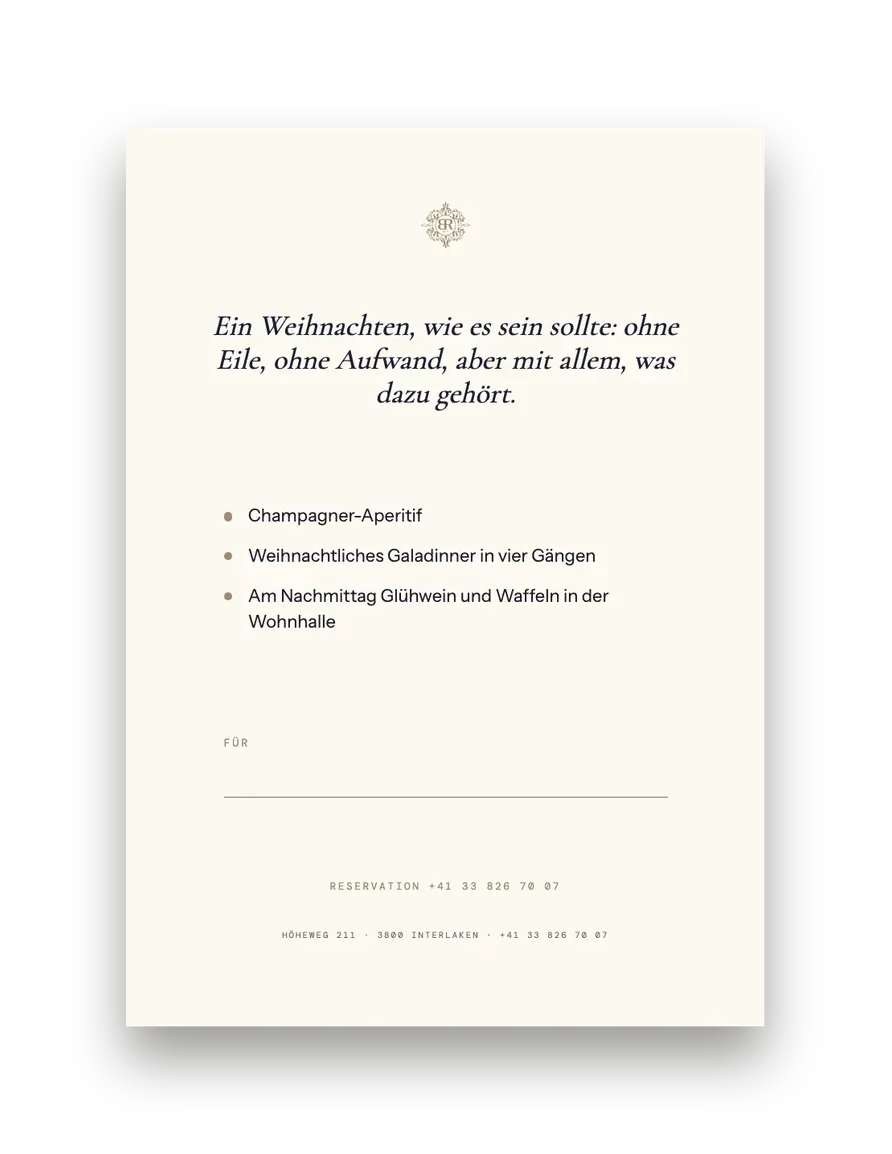 BR
Ein Weihnachten, wie es sein sollte: ohne
Eile, ohne Aufwand, aber mit allem, was
dazu gehört.
Champagner-Aperitif
Weihnachtliches Galadinner in vier Gängen
Am Nachmittag Glühwein und Waffeln in der
Wohnhalle
FÜR
RESERVATION +41 33 826 70 07
HÖHEWEG 211 · 3800 INTERLAKEN · +41 33 826 70 07